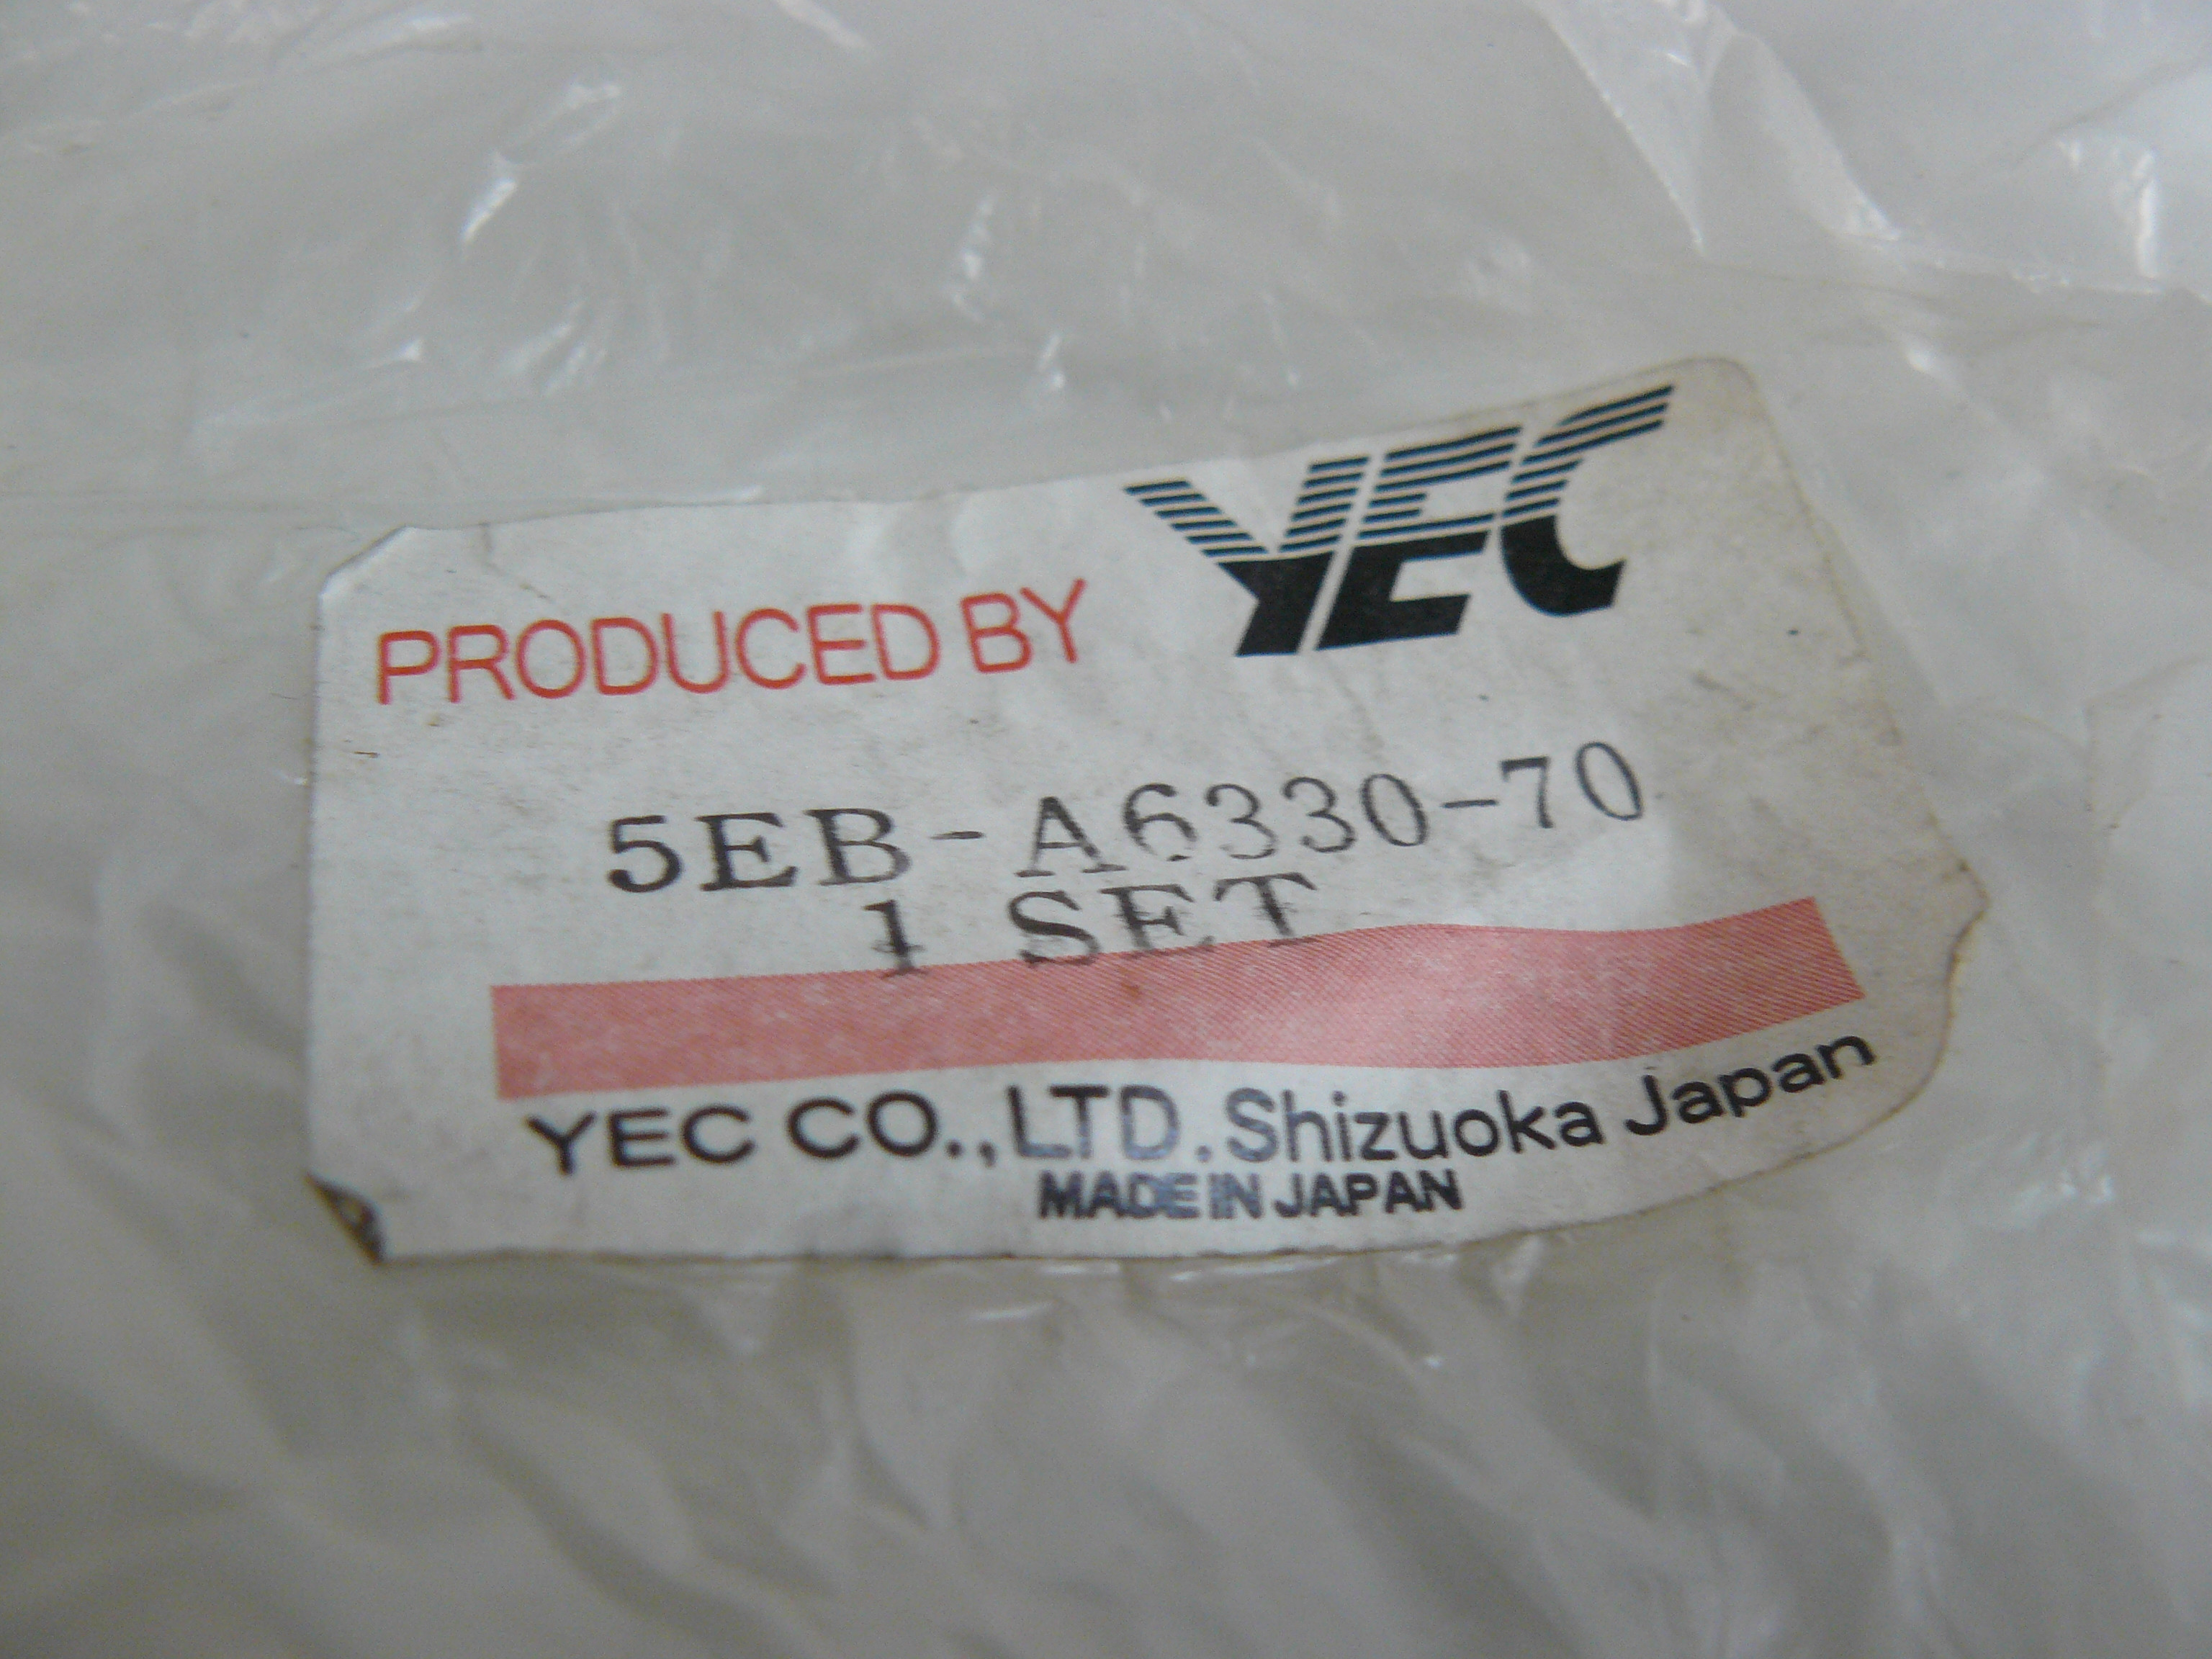 PRODUCED BY YEC
5EB-A6330-70
1 SET
YEC CO.,LTD. Shizuoka Japan
MADE IN JAPAN